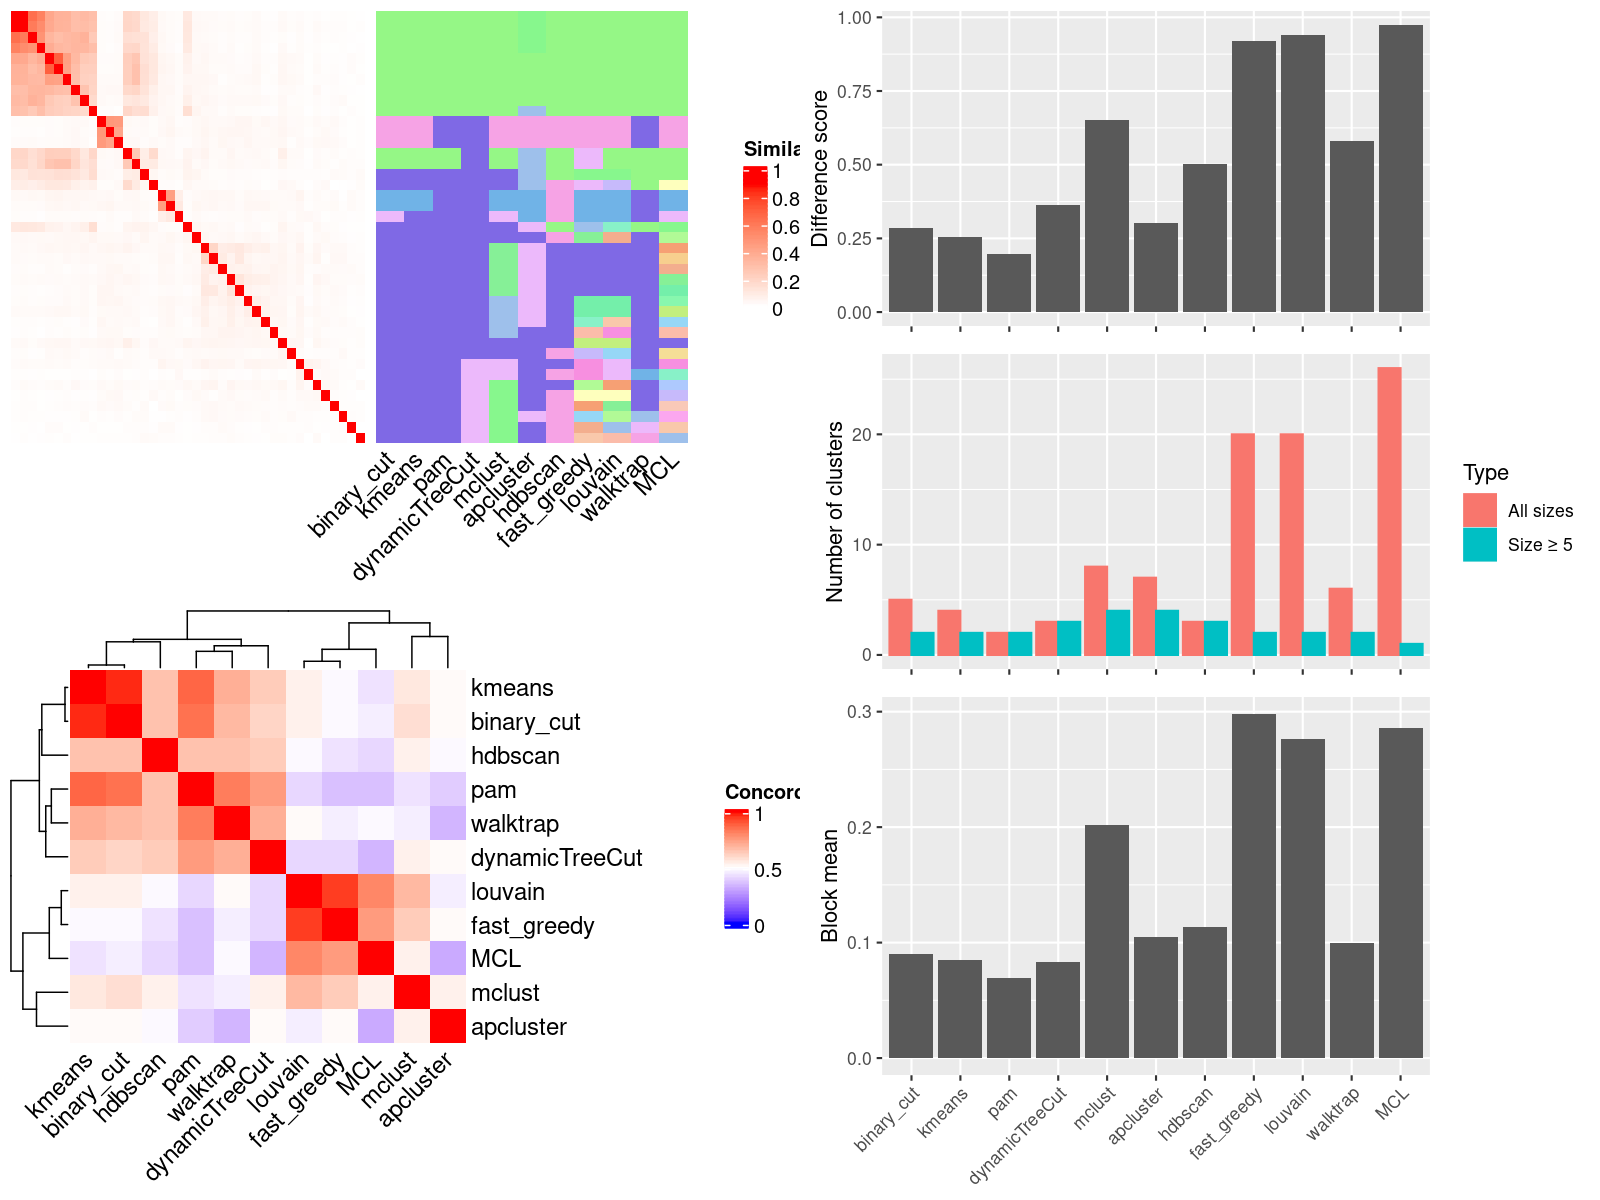 Simila
1
0.8
0.6
0.4
0.2
0
binary_cut
kmeans
pam
dynamicTreeCut
mclust
apcluster
hdbscan
fast_greedy
louvain
walktrap
MCL
kmeans
binary_cut
hdbscan
pam
walktrap
dynamicTreeCut
louvain
fast_greedy
MCL
mclust
apcluster
kmeans
binary_cut
hdbscan
pam
walktrap
dynamicTreeCut
louvain
fast_greedy
MCL
mclust
apcluster
Concord
1
0.5
0
Difference score
1.00
0.75
0.50
0.25
0.00
Number of clusters
20
10
0
Type
All sizes
Size ≥ 5
Block mean
0.3
0.2
0.1
0.0
binary_cut
kmeans
pam
dynamicTreeCut
mclust
apcluster
hdbscan
fast_greedy
louvain
walktrap
MCL